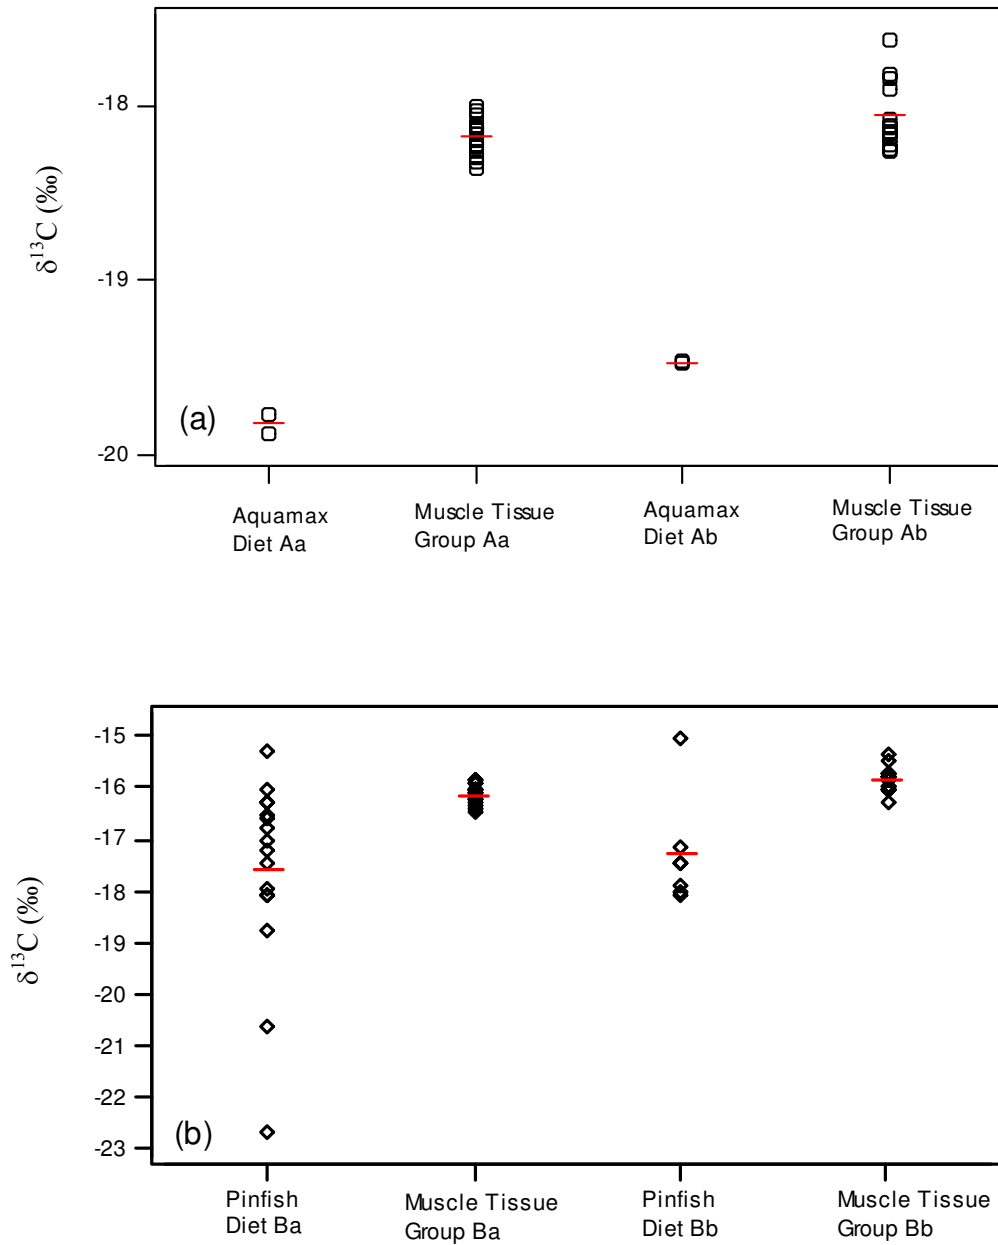 -18
-19
-20
δ¹³C (‰)
(a)
Aquamax
Diet Aa
Muscle Tissue
Group Aa
Aquamax
Diet Ab
Muscle Tissue
Group Ab
-15
-16
-17
-18
-19
-20
-21
-22
-23
δ¹³C (‰)
(b)
Pinfish
Diet Ba
Muscle Tissue
Group Ba
Pinfish
Diet Bb
Muscle Tissue
Group Bb